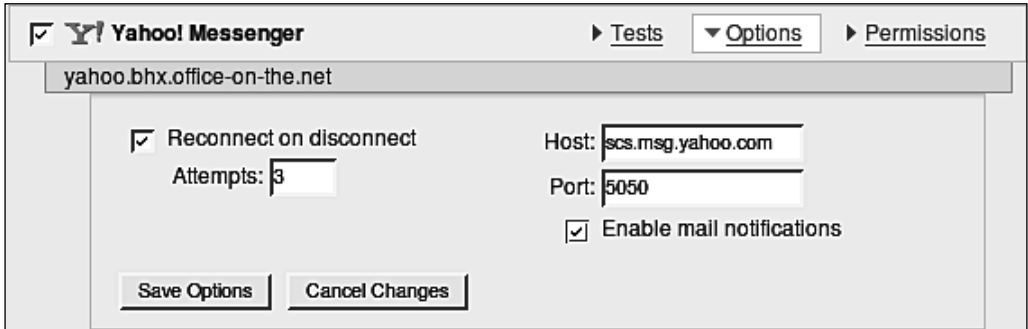 Y! Yahoo! Messenger Tests Options Permissions
yahoo.bhx.office-on-the.net
Reconnect on disconnect
Attempts: 3
Host: scs.msg.yahoo.com
Port: 5050
Enable mail notifications
Save Options Cancel Changes